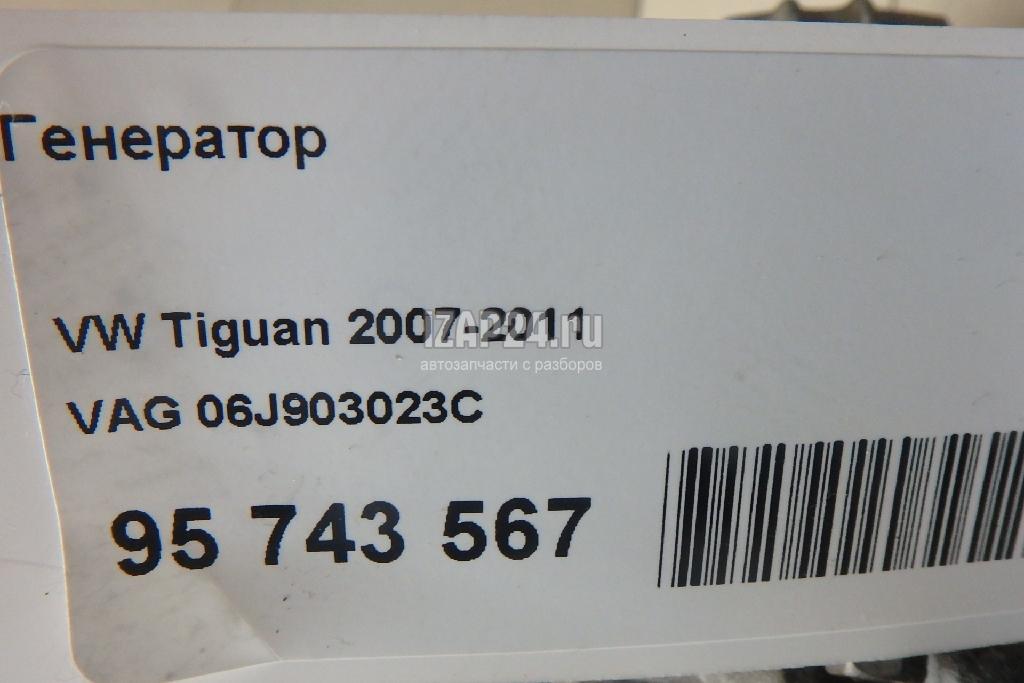 Генератор
VW Tiguan 2007-2011
iZAP24.ru
автозапчасти с разборов
VAG 06J903023C
95 743 567